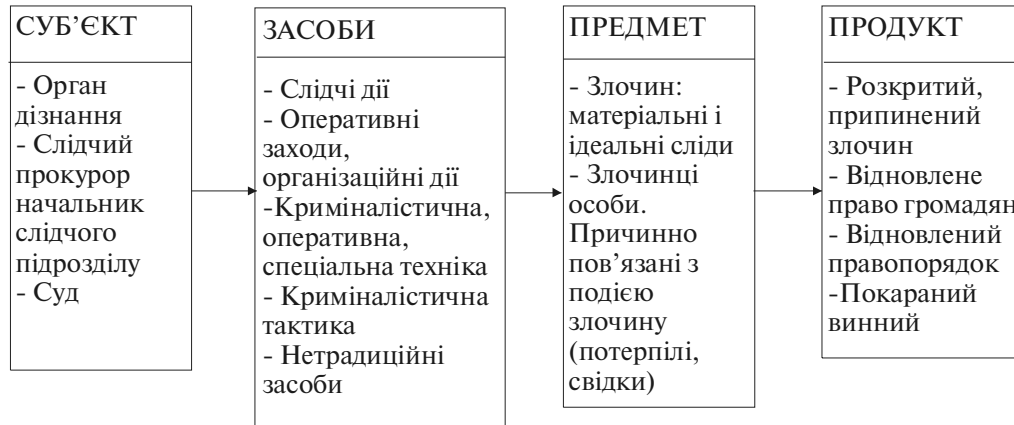 СУБ’ЄКТ
- Орган
дізнання
- Слідчий
прокурор
начальник
слідчого
підрозділу
- Суд
ЗАСОБИ
- Слідчі дії
- Оперативні
заходи,
організаційні дії
-Криміналістична,
оперативна,
спеціальна техніка
- Криміналістична
тактика
- Нетрадиційні
засоби
ПРЕДМЕТ
- Злочин:
матеріальні і
ідеальні сліди
- Злочинці
особи.
Причинно
пов’язані з
подією
злочину
(потерпілі,
свідки)
ПРОДУКТ
- Розкритий,
припинений
злочин
- Відновлене
право громадян
- Відновлений
правопорядок
-Покараний
винний